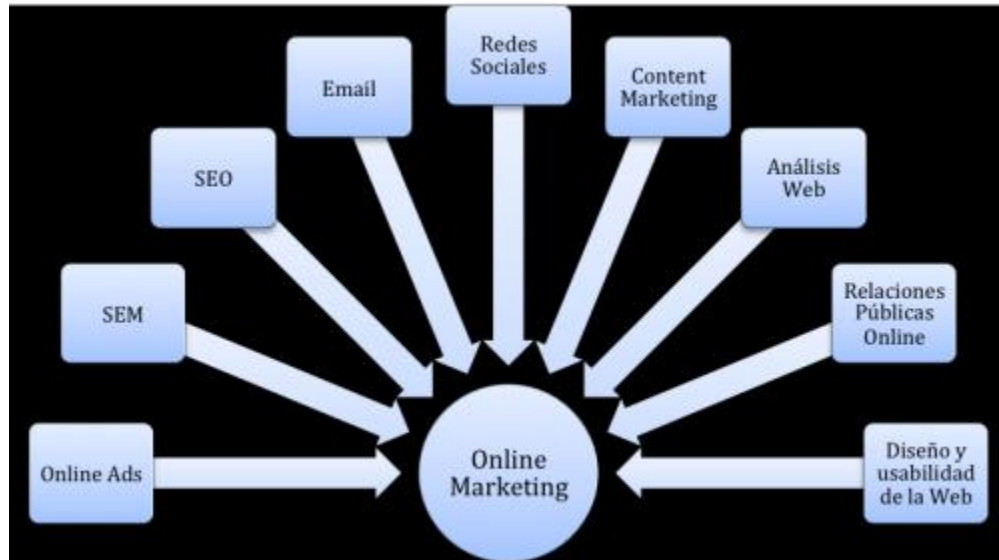 Redes
Sociales
Email
Content
Marketing
SEO
Análisis
Web
SEM
Relaciones
Públicas
Online
Online Ads
Online
Marketing
Diseño y
usabilidad
de la Web